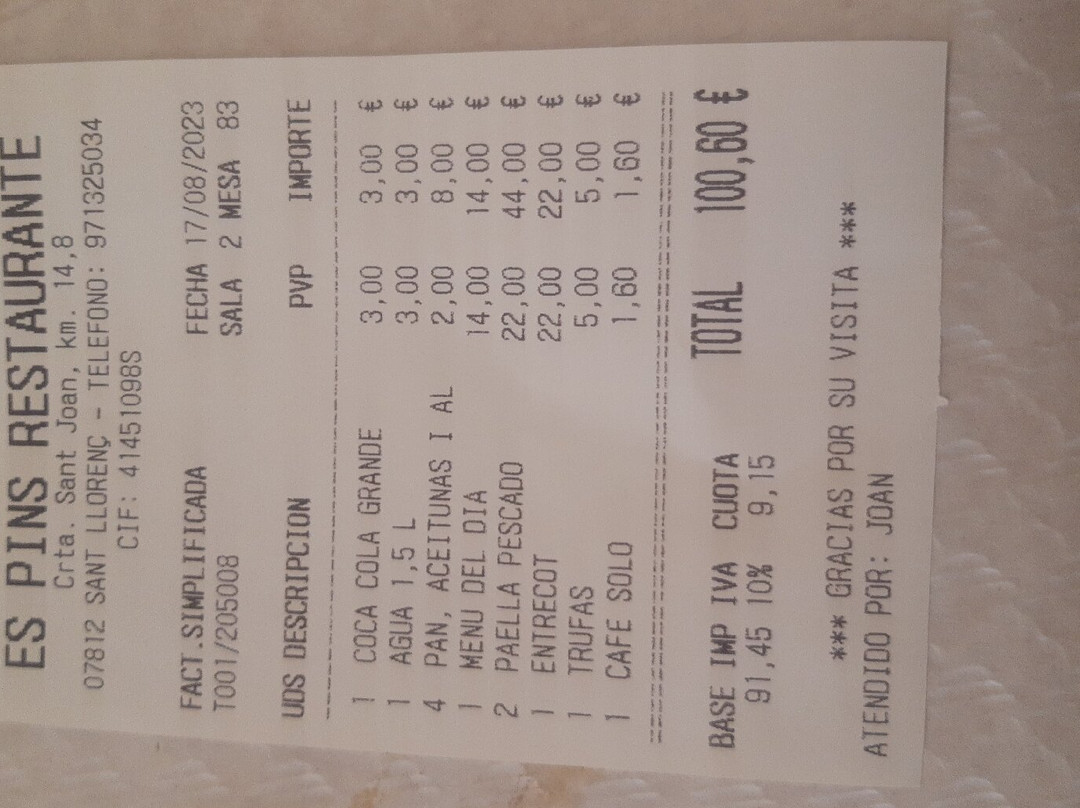 ES PINS RESTAURANTE
Crta. Sant Joan, km. 14,8
07812 SANT LLORENÇ - TELEFONO: 971325034
CIF: 41451098S
FACT.SIMPLIFICADA FECHA 17/08/2023
T001/205008 SALA 2 MESA 83
UDS DESCRIPCION PVP IMPORTE
1 COCA COLA GRANDE 3,00 3,00 €
1 AGUA 1,5 L 3,00 3,00 €
4 PAN, ACEITUNAS I AL 2,00 8,00 €
1 MENU DEL DIA 14,00 14,00 €
2 PAELLA PESCADO 22,00 44,00 €
1 ENTRECOT 22,00 22,00 €
1 TRUFAS 5,00 5,00 €
1 CAFE SOLO 1,60 1,60 €
BASE IMP IVA CUOTA TOTAL 100,60 €
91,45 10% 9,15
*** GRACIAS POR SU VISITA ***
ATENDIDO POR: JOAN